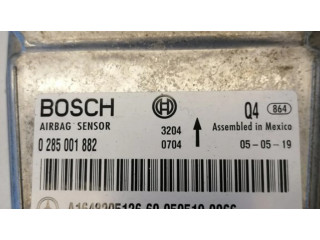 BOSCH 3204 Q4 864
AIRBAG SENSOR Assembled in Mexico
0 285 001 882 0704 05-05-19